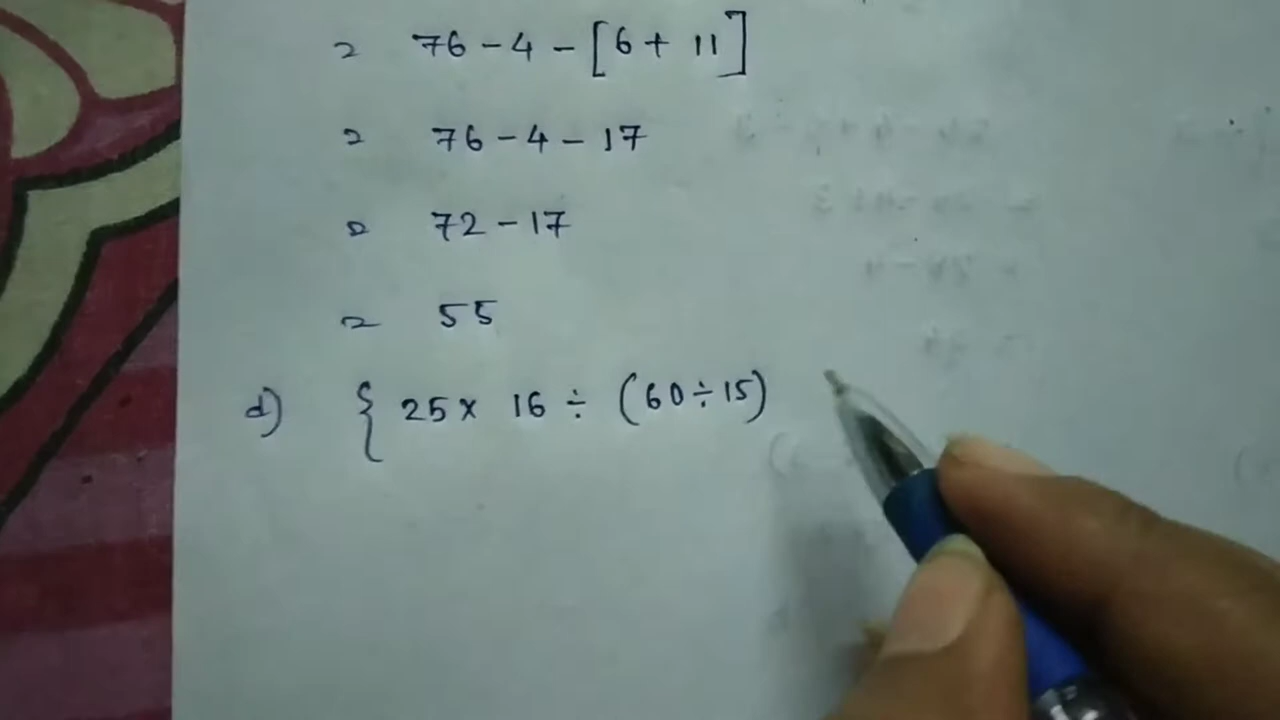 = 76 - 4 - [6 + 11]
= 76 - 4 - 17
= 72 - 17
= 55
d) { 25 × 16 ÷ (60 ÷ 15)